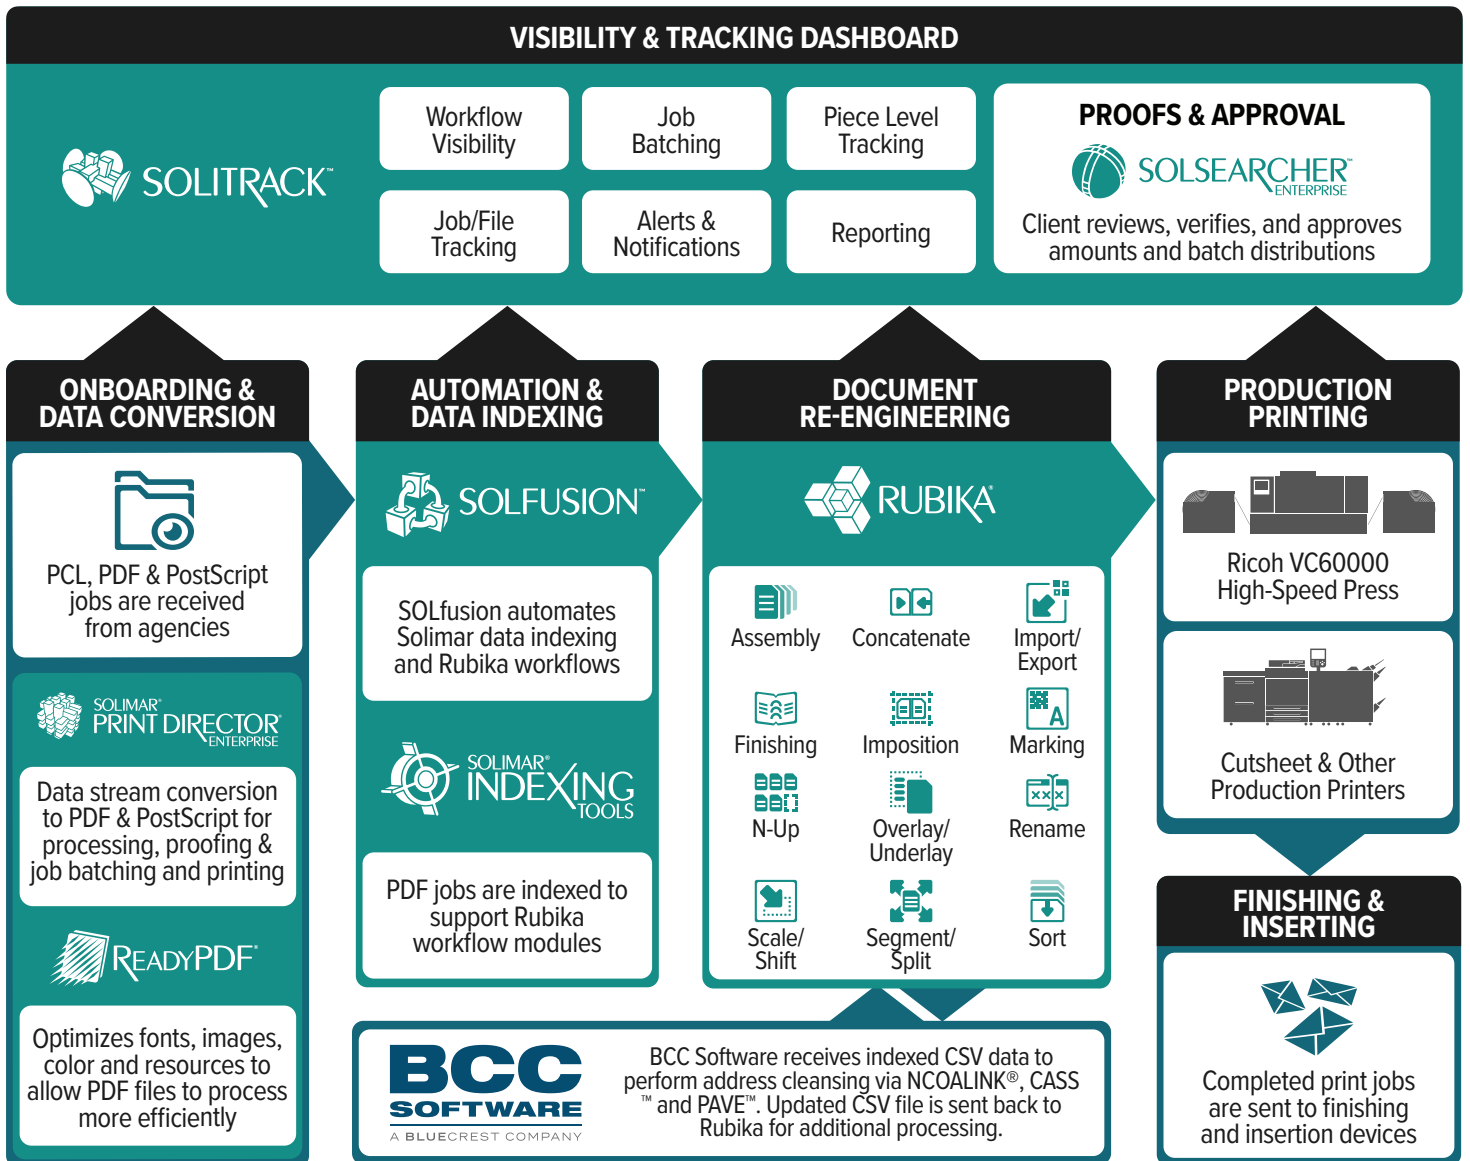 VISIBILITY & TRACKING DASHBOARD
SOLITRACK™
Workflow
Visibility
Job
Batching
Piece Level
Tracking
Job/File
Tracking
Alerts &
Notifications
Reporting
PROOFS & APPROVAL
SOLSEARCHER™
ENTERPRISE
Client reviews, verifies, and approves
amounts and batch distributions
ONBOARDING &
DATA CONVERSION
PCL, PDF & PostScript
jobs are received
from agencies
SOLIMAR®
PRINT DIRECTOR®
ENTERPRISE
Data stream conversion
to PDF & PostScript for
processing, proofing &
job batching and printing
READYPDF®
Optimizes fonts, images,
color and resources to
allow PDF files to process
more efficiently
AUTOMATION &
DATA INDEXING
SOLFUSION™
SOLfusion automates
Solimar data indexing
and Rubika workflows
SOLIMAR®
INDEXING
TOOLS
PDF jobs are indexed to
support Rubika
workflow modules
DOCUMENT
RE-ENGINEERING
RUBIKA®
Assembly
Concatenate
Import/
Export
Finishing
Imposition
A
Marking
N-Up
Overlay/
Underlay
xxx
Rename
Scale/
Shift
Segment/
Split
Sort
BCC
SOFTWARE
A BLUECREST COMPANY
BCC Software receives indexed CSV data to
perform address cleansing via NCOALINK®, CASS
™ and PAVE™. Updated CSV file is sent back to
Rubika for additional processing.
PRODUCTION
PRINTING
Ricoh VC60000
High-Speed Press
Cutsheet & Other
Production Printers
FINISHING &
INSERTING
Completed print jobs
are sent to finishing
and insertion devices